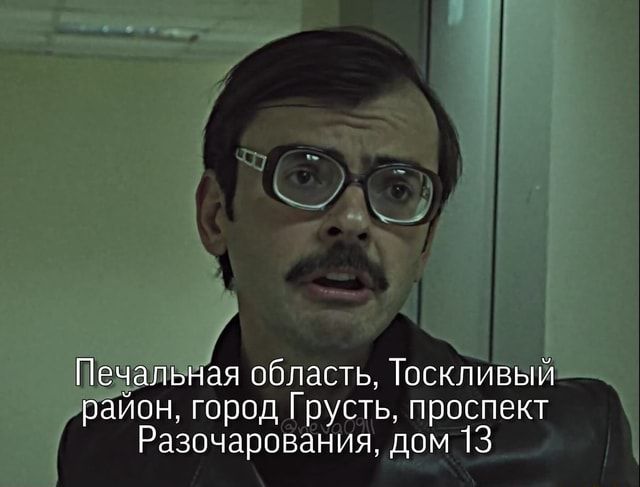 Печальная область, Тоскливый
район, город Грусть, проспект
Разочарования, дом 13